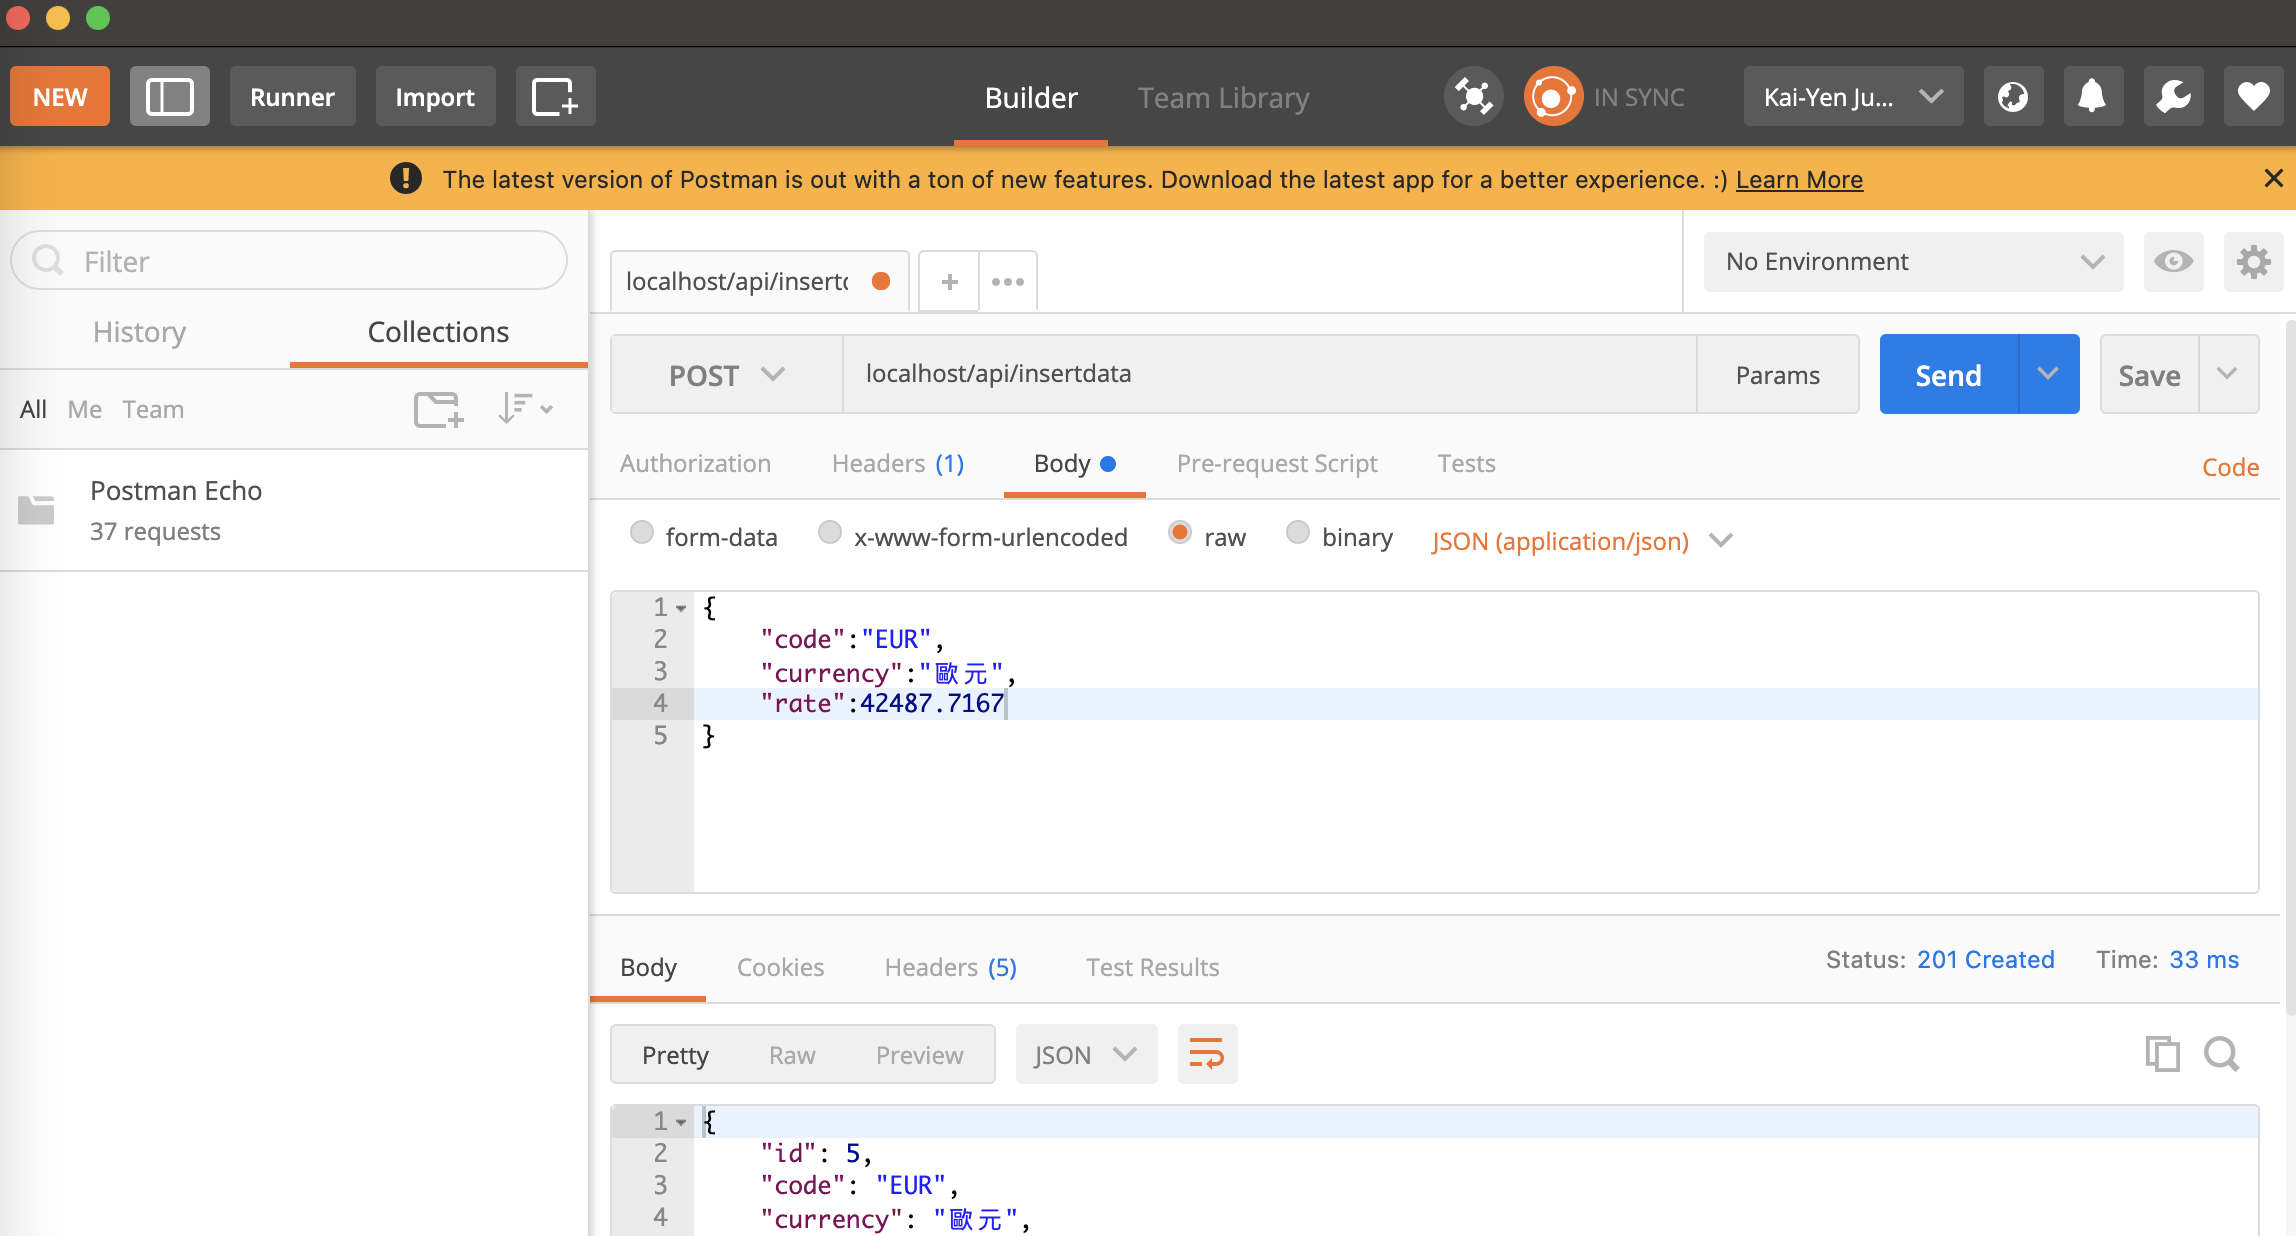 NEW Runner Import Builder Team Library IN SYNC Kai-Yen Ju...
The latest version of Postman is out with a ton of new features. Download the latest app for a better experience. :) Learn More
Filter
History Collections
All Me Team
Postman Echo
37 requests
localhost/api/insert
No Environment
POST localhost/api/insertdata Params Send Save
Authorization Headers (1) Body Pre-request Script Tests Code
form-data x-www-form-urlencoded raw binary JSON (application/json)
1 {
2 "code":"EUR",
3 "currency":"歐元",
4 "rate":42487.7167
5 }
Body Cookies Headers (5) Test Results Status: 201 Created Time: 33 ms
Pretty Raw Preview JSON
1 {
2 "id": 5,
3 "code": "EUR",
4 "currency": "歐元",